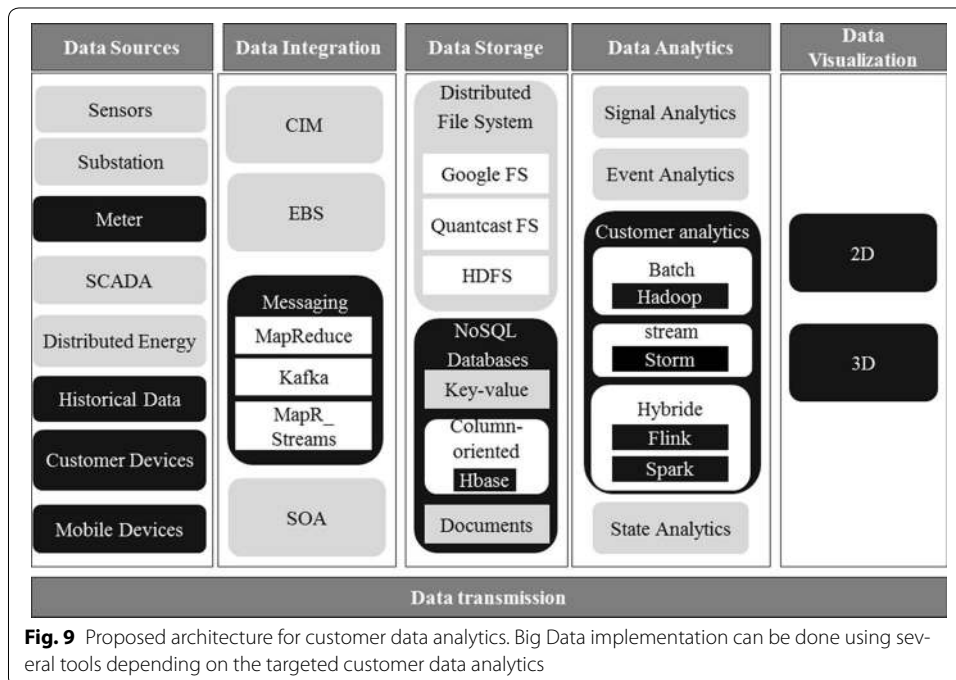 Data Sources
Sensors
Substation
Meter
SCADA
Distributed Energy
Historical Data
Customer Devices
Mobile Devices
Data Integration
CIM
EBS
Messaging
MapReduce
Kafka
MapR_
Streams
SOA
Data Storage
Distributed
File System
Google FS
Quantcast FS
HDFS
NoSQL
Databases
Key-value
Column-
oriented
Hbase
Documents
Data Analytics
Signal Analytics
Event Analytics
Customer analytics
Batch
Hadoop
stream
Storm
Hybride
Flink
Spark
State Analytics
Data
Visualization
2D
3D
Data transmission
Fig. 9 Proposed architecture for customer data analytics. Big Data implementation can be done using sev-
eral tools depending on the targeted customer data analytics